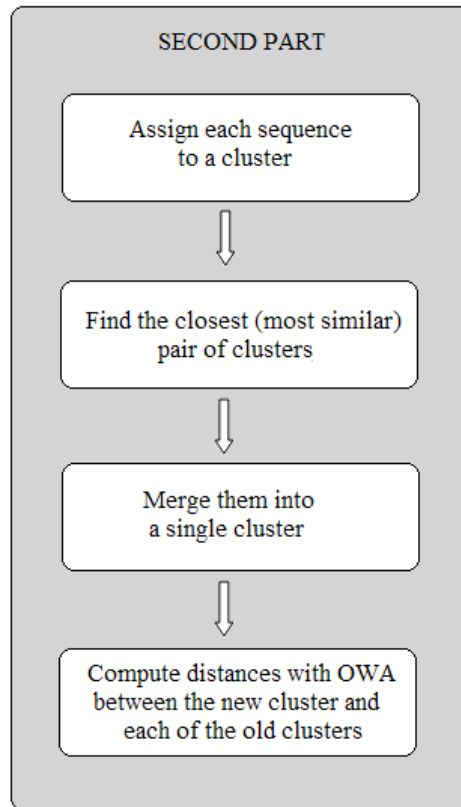 SECOND PART
Assign each sequence
to a cluster
Find the closest (most similar)
pair of clusters
Merge them into
a single cluster
Compute distances with OWA
between the new cluster and
each of the old clusters